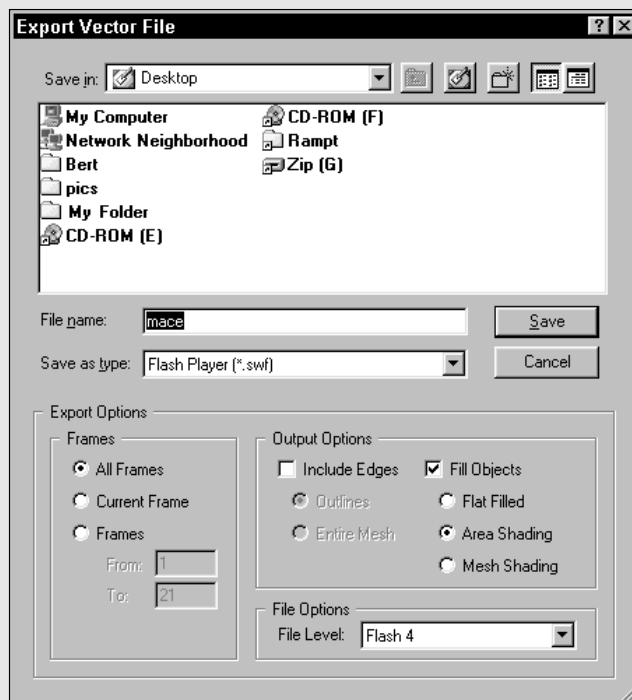 Export Vector File
Save in: Desktop
My Computer
Network Neighborhood
Bert
pics
My Folder
CD-ROM (E)
CD-ROM (F)
Rampt
Zip (G)
File name: mace
Save
Save as type: Flash Player (*.swf)
Cancel
Export Options
Frames
All Frames
Current Frame
Frames
From: 1
To: 21
Output Options
Include Edges
Outlines
Entire Mesh
Fill Objects
Flat Filled
Area Shading
Mesh Shading
File Options
File Level: Flash 4